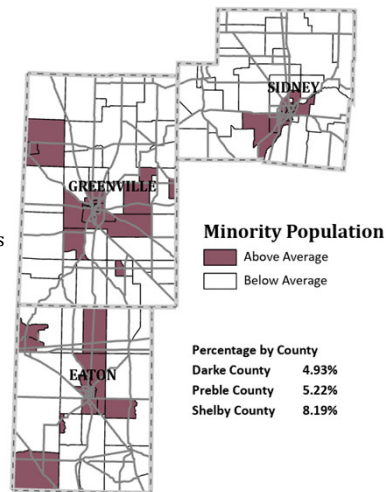 SIDNEY
GREENVILLE
s
Minority Population
Above Average
Below Average
Percentage by County
Darke County 4.93%
Preble County 5.22%
Shelby County 8.19%
EATON